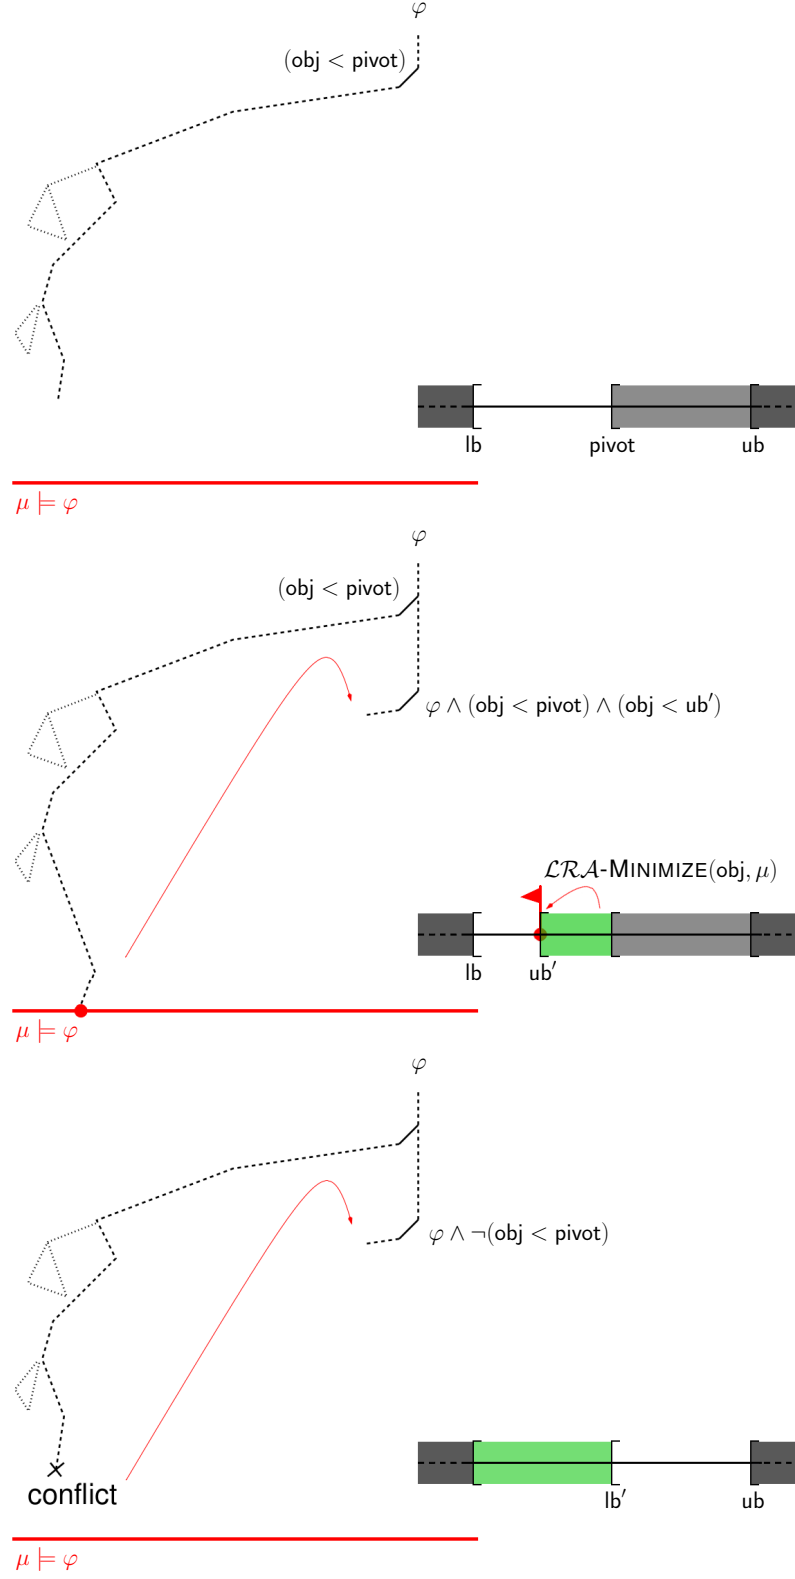 φ
(obj < pivot)
lb pivot ub
μ ⊨ φ
φ
(obj < pivot)
φ ∧ (obj < pivot) ∧ (obj < ub′)
ℒℛ𝒜-MINIMIZE(obj, μ)
lb ub′
μ ⊨ φ
φ
φ ∧ ¬(obj < pivot)
conflict
lb′ ub
μ ⊨ φ